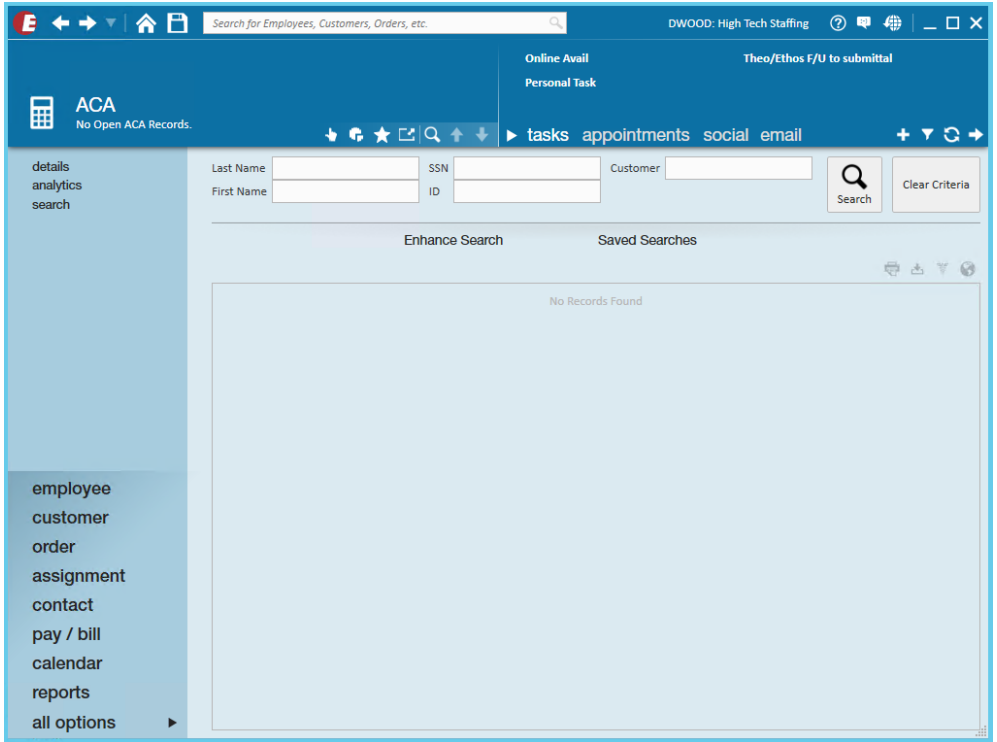 E
Search for Employees, Customers, Orders, etc.
DWOOD: High Tech Staffing
Online Avail
Theo/Ethos F/U to submittal
Personal Task
ACA
No Open ACA Records.
tasks appointments social email
details
analytics
search
Last Name
SSN
Customer
First Name
ID
Search
Clear Criteria
Enhance Search
Saved Searches
No Records Found
employee
customer
order
assignment
contact
pay / bill
calendar
reports
all options